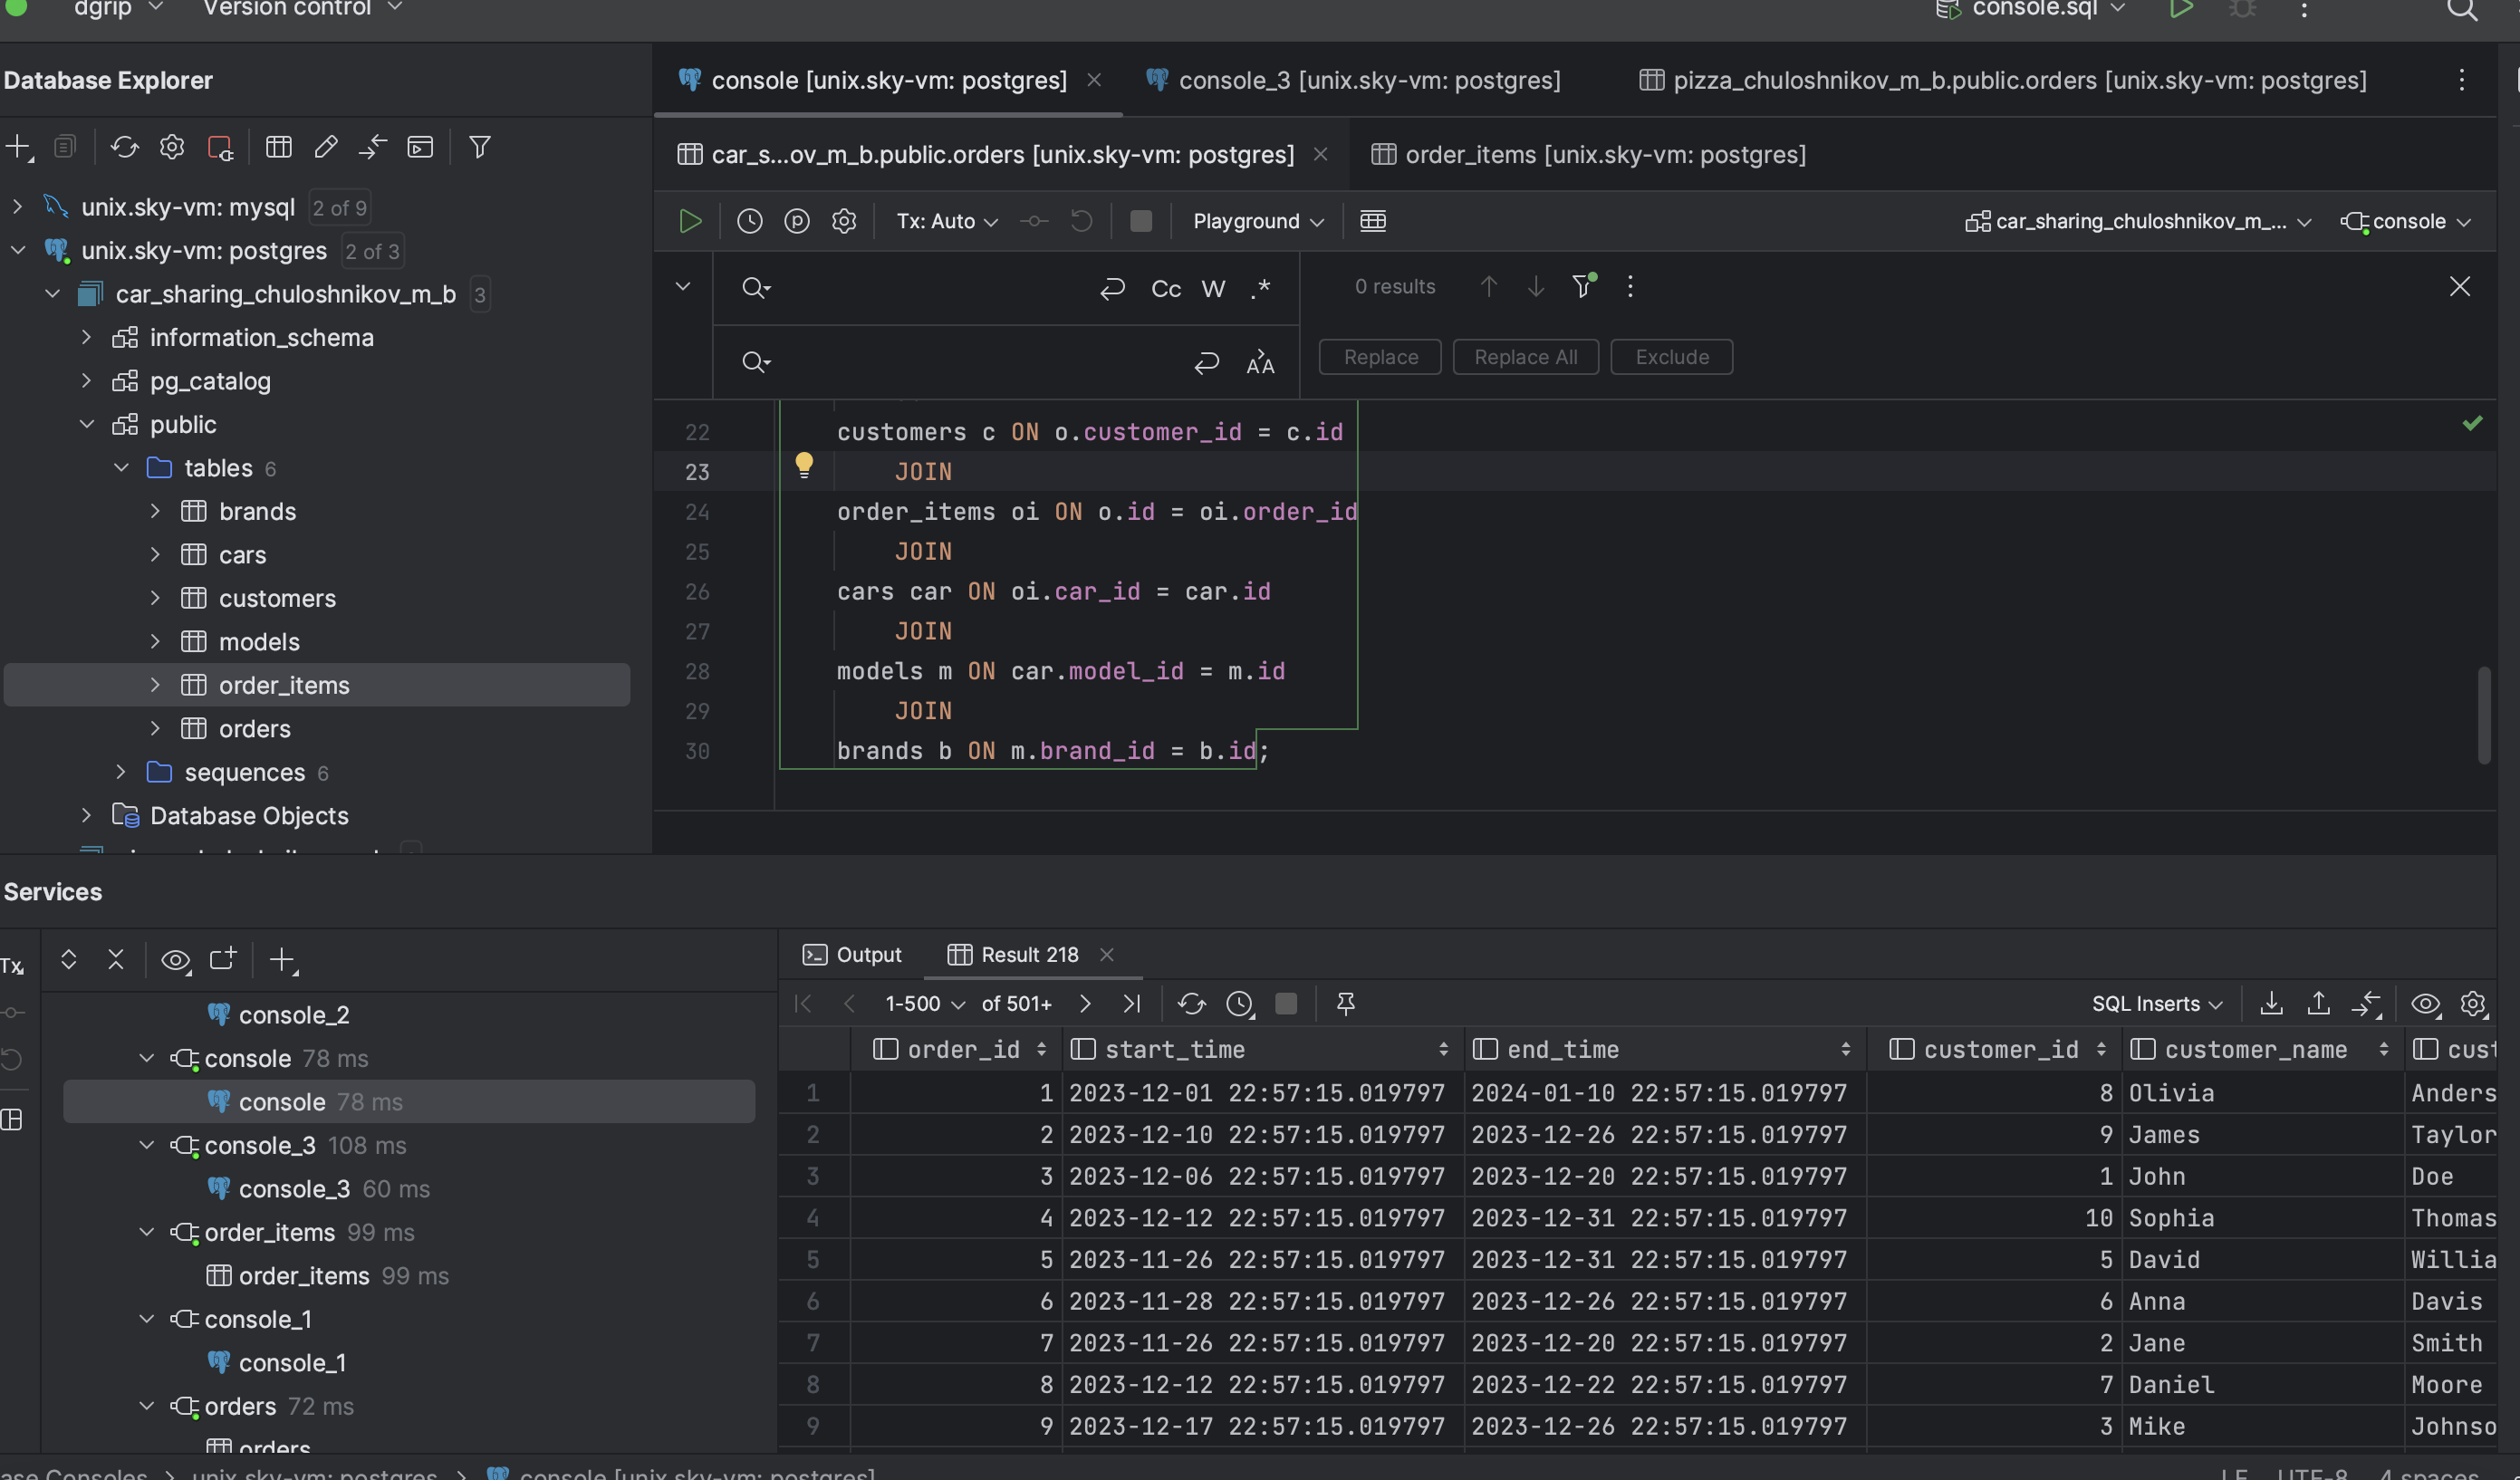 dgrip
Version control
console.sql
Database Explorer
console [unix.sky-vm: postgres]
console_3 [unix.sky-vm: postgres]
pizza_chuloshnikov_m_b.public.orders [unix.sky-vm: postgres]
car_s...ov_m_b.public.orders [unix.sky-vm: postgres]
order_items [unix.sky-vm: postgres]
unix.sky-vm: mysql 2 of 9
unix.sky-vm: postgres 2 of 3
car_sharing_chuloshnikov_m_b 3
information_schema
pg_catalog
public
tables 6
brands
cars
customers
models
order_items
orders
sequences 6
Database Objects
Tx: Auto
Playground
car_sharing_chuloshnikov_m_...
console
Cc W .*
0 results
Replace
Replace All
Exclude
22 customers c ON o.customer_id = c.id
23 JOIN
24 order_items oi ON o.id = oi.order_id
25 JOIN
26 cars car ON oi.car_id = car.id
27 JOIN
28 models m ON car.model_id = m.id
29 JOIN
30 brands b ON m.brand_id = b.id;
Services
Tx
console_2
console 78 ms
console 78 ms
console_3 108 ms
console_3 60 ms
order_items 99 ms
order_items 99 ms
console_1
console_1
orders 72 ms
orders
Output
Result 218
1-500 of 501+
SQL Inserts
order_id start_time end_time customer_id customer_name cust
1 1 2023-12-01 22:57:15.019797 2024-01-10 22:57:15.019797 8 Olivia Anders
2 2 2023-12-10 22:57:15.019797 2023-12-26 22:57:15.019797 9 James Taylor
3 3 2023-12-06 22:57:15.019797 2023-12-20 22:57:15.019797 1 John Doe
4 4 2023-12-12 22:57:15.019797 2023-12-31 22:57:15.019797 10 Sophia Thomas
5 5 2023-11-26 22:57:15.019797 2023-12-31 22:57:15.019797 5 David Willia
6 6 2023-11-28 22:57:15.019797 2023-12-26 22:57:15.019797 6 Anna Davis
7 7 2023-11-26 22:57:15.019797 2023-12-20 22:57:15.019797 2 Jane Smith
8 8 2023-12-12 22:57:15.019797 2023-12-22 22:57:15.019797 7 Daniel Moore
9 9 2023-12-17 22:57:15.019797 2023-12-26 22:57:15.019797 3 Mike Johnso
ase Consoles > unix.sky-vm: postgres > console [unix.sky-vm: postgres]
LF UTF-8 4 spaces